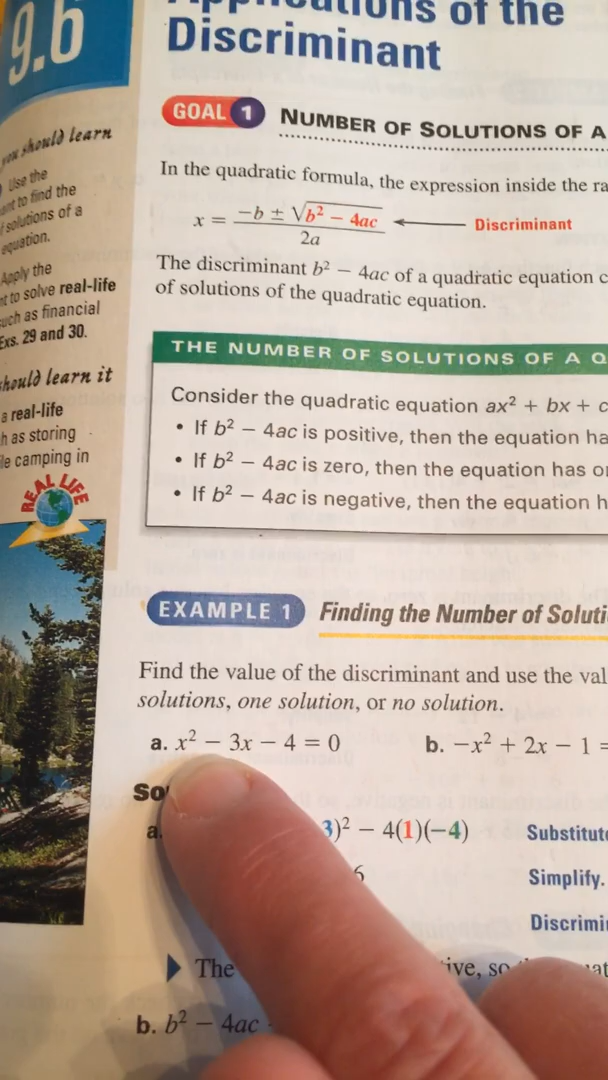 9.6
Applications of the
Discriminant
you should learn
Use the
to find the
solutions of a
equation.
Apply the
to solve real-life
such as financial
Exs. 29 and 30.
should learn it
a real-life
as storing
camping in
REAL LIFE
GOAL 1 NUMBER OF SOLUTIONS OF A
In the quadratic formula, the expression inside the ra
x = −b ± √b² − 4ac / 2a Discriminant
The discriminant b² − 4ac of a quadratic equation c
of solutions of the quadratic equation.
THE NUMBER OF SOLUTIONS OF A Q
Consider the quadratic equation ax² + bx + c
• If b² − 4ac is positive, then the equation ha
• If b² − 4ac is zero, then the equation has o
• If b² − 4ac is negative, then the equation h
EXAMPLE 1 Finding the Number of Soluti
Find the value of the discriminant and use the val
solutions, one solution, or no solution.
a. x² − 3x − 4 = 0 b. −x² + 2x − 1 =
So
a. 3)² − 4(1)(−4) Substitute
Simplify.
Discrimi
The ive, so
b. b² − 4ac